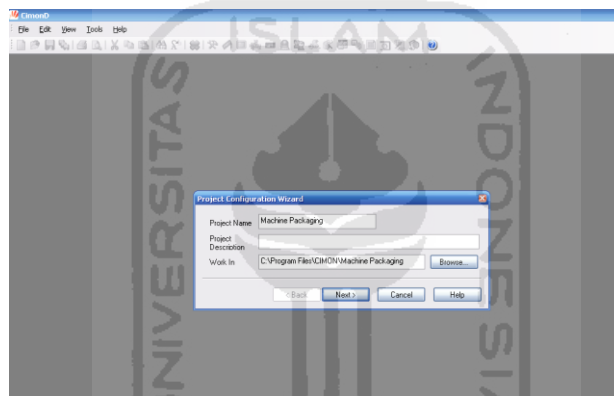 CimonD
File Edit View Tools Help
ISLAM
UNIVERSITAS
INDONESI
Project Configuration Wizard
Project Name Machine Packaging
Project
Description
Work In C:\Program Files\CIMON\Machine Packaging Browse...
< Back Next > Cancel Help